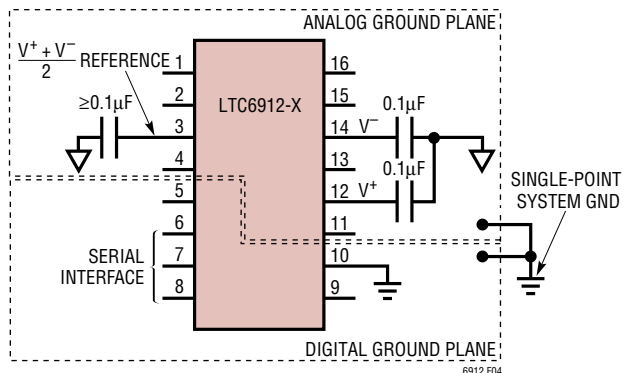 ANALOG GROUND PLANE
V+ + V−
2
REFERENCE
≥0.1µF
LTC6912-X
1
2
3
4
5
6
7
8
16
15
14
13
12
11
10
9
V−
V+
0.1µF
0.1µF
SERIAL
INTERFACE
SINGLE-POINT
SYSTEM GND
DIGITAL GROUND PLANE
6912 F04